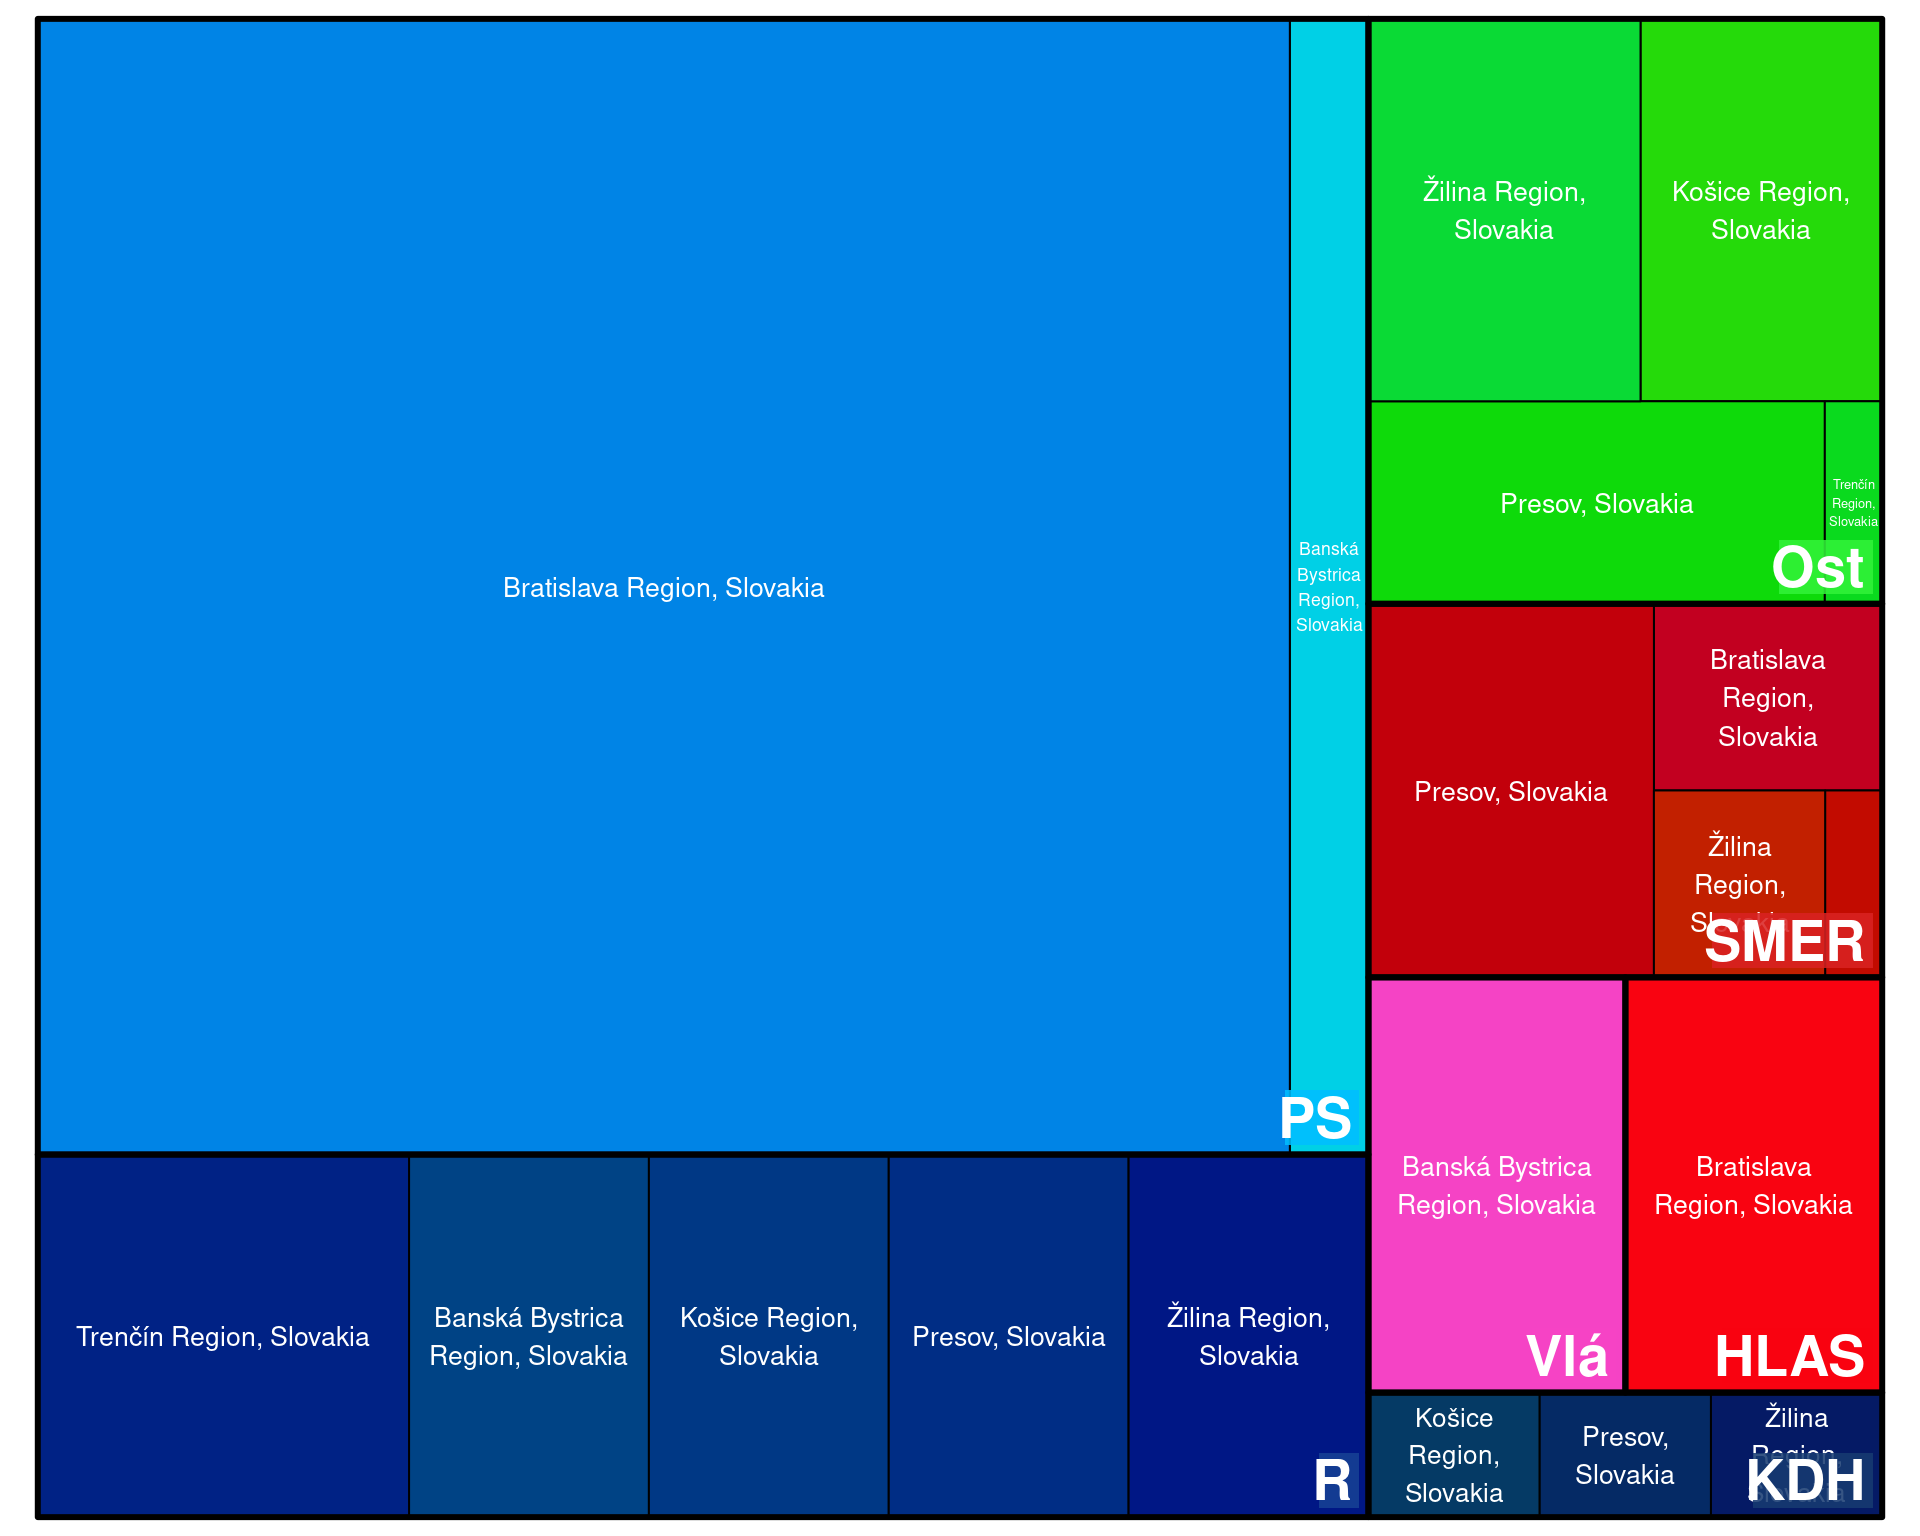 Bratislava Region, Slovakia
Banská
Bystrica
Region,
Slovakia
PS
Trenčín Region, Slovakia
Banská Bystrica
Region, Slovakia
Košice Region,
Slovakia
Presov, Slovakia
Žilina Region,
Slovakia
R
Žilina Region,
Slovakia
Košice Region,
Slovakia
Presov, Slovakia
Trenčín
Region,
Slovakia
Ost
Presov, Slovakia
Bratislava
Region,
Slovakia
Žilina
Region,
Slovakia
SMER
Banská Bystrica
Region, Slovakia
Vlá
Bratislava
Region, Slovakia
HLAS
Košice
Region,
Slovakia
Presov,
Slovakia
Žilina
Region,
Slovakia
KDH